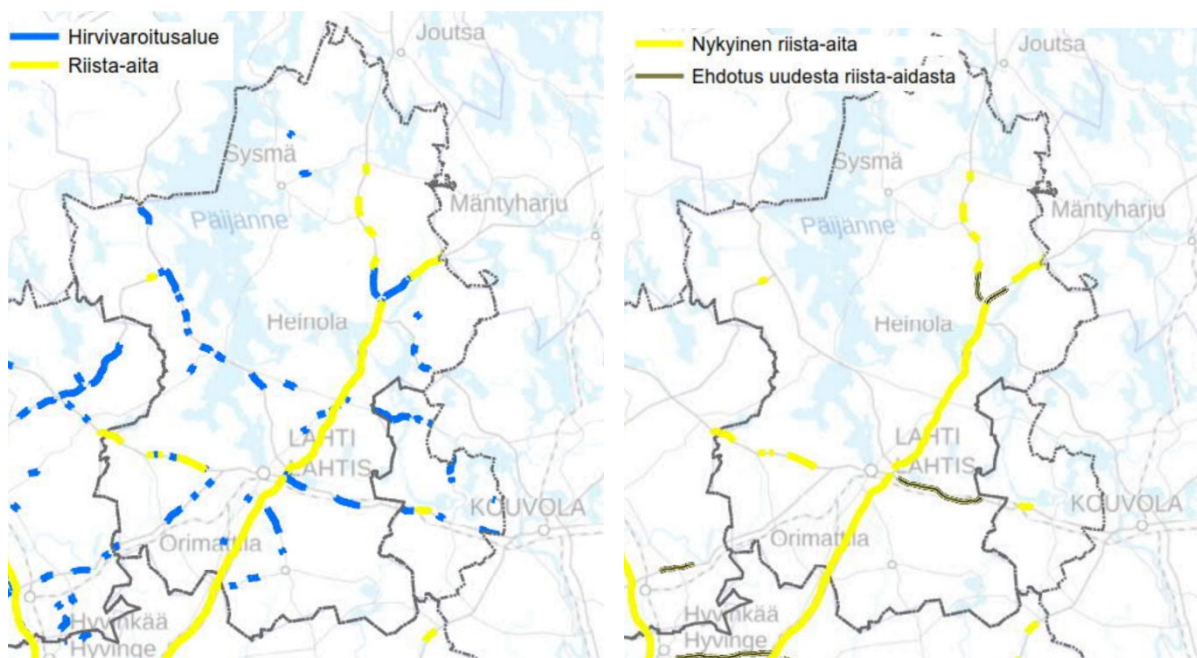 Hirvivaroitusalue
Riista-aita
Joutsa
Sysmä
Mäntyharju
Päijänne
Heinola
LAHTI
LAHTIS
KOUVOLA
Orimattila
Hyvinkää
Hyvinge
Nykyinen riista-aita
Ehdotus uudesta riista-aidasta
Joutsa
Sysmä
Mäntyharju
Päijänne
Heinola
LAHTI
LAHTIS
KOUVOLA
Orimattila
Hyvinkää
Hyvinge